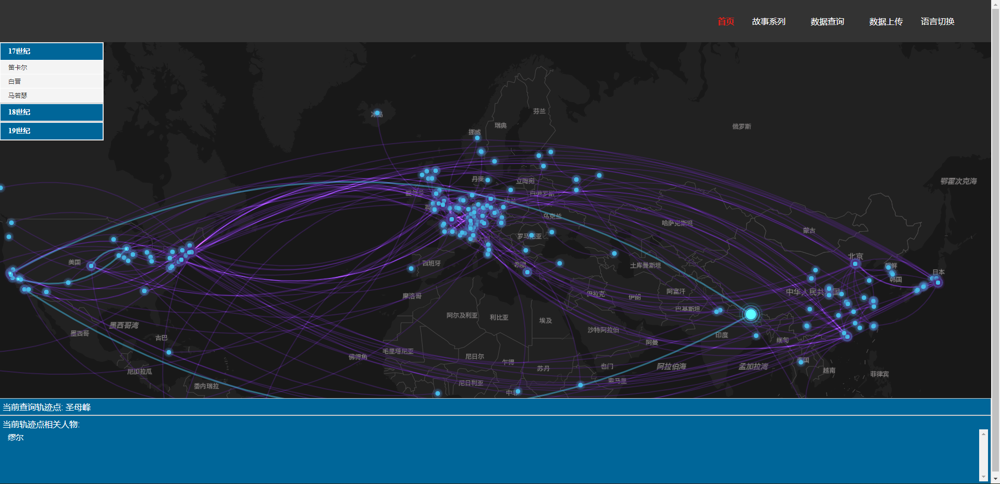 首页 故事系列 数据查询 数据上传 语言切换
17世纪
笛卡尔
白晋
马若瑟
18世纪
19世纪
冰岛
芬兰
瑞典
挪威
俄罗斯
丹麦
立陶宛
鄂霍次克海
爱尔兰
白俄罗斯
乌克兰
哈萨克斯坦
蒙古
罗马尼亚
北京
美国
西班牙
希腊
土库曼斯坦
朝鲜
日本
韩国
摩洛哥
伊拉克
伊朗
阿富汗
中华人民共和国
阿尔及利亚
利比亚
埃及
巴基斯坦
墨西哥湾
墨西哥
古巴
沙特阿拉伯
印度
缅甸
阿曼
毛里塔尼亚
佛得角
尼日尔
乍得
苏丹
也门
阿拉伯海
孟加拉湾
泰国
越南
菲律宾
尼加拉瓜
委内瑞拉
尼日利亚
索马里
中非
当前查询轨迹点: 圣母峰
当前轨迹点相关人物:
缪尔